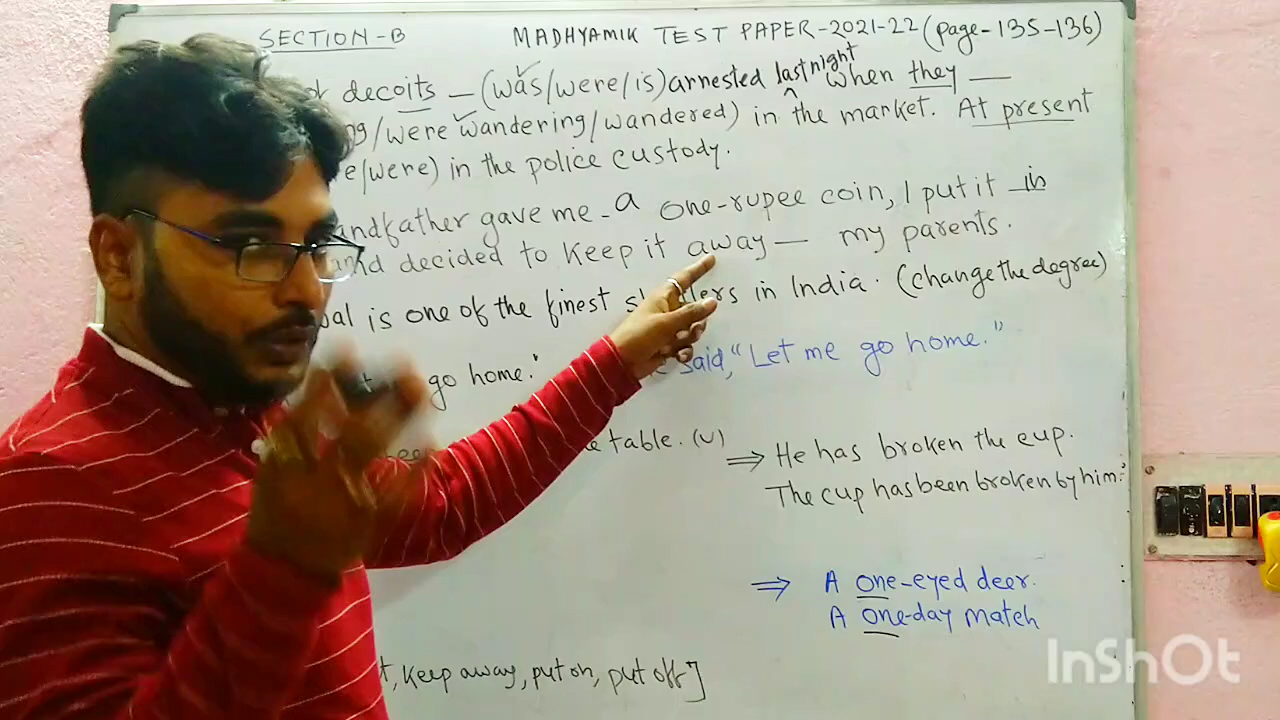 SECTION-B
MADHYAMIK TEST PAPER-2021-22 (page-135-136)
decoits _ (was/were/is) arrested last night when they _
/were wandering/wandered) in the market. At present
/were) in the police custody.
gave me - a one-rupee coin, I put it in
decided to keep it away — my parents.
is one of the finest in India. (change the degree)
go home." said, "Let me go home."
table. (v) ⇒ He has broken the cup.
The cup has been broken by him.
⇒ A one-eyed deer.
A one-day match
, keep away, put on, put off]
InShOt